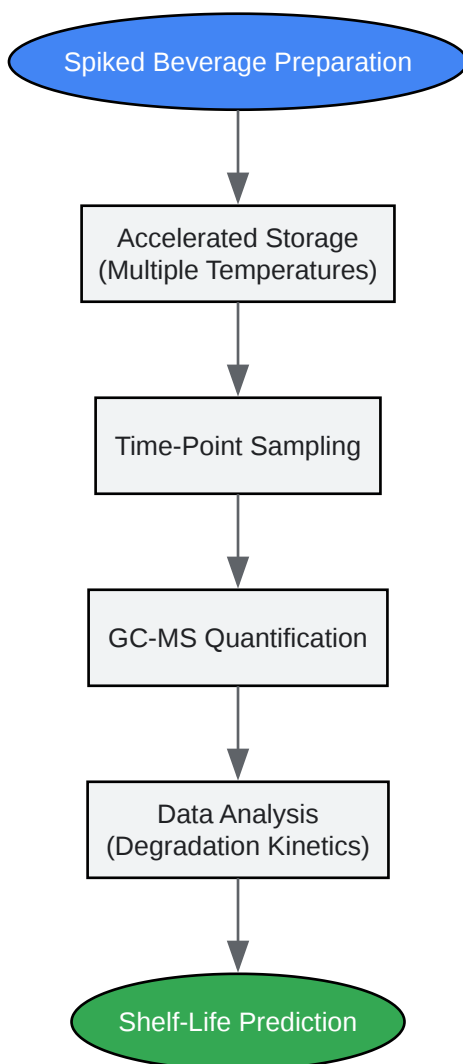 Spiked Beverage Preparation
Accelerated Storage
(Multiple Temperatures)
Time-Point Sampling
GC-MS Quantification
Data Analysis
(Degradation Kinetics)
Shelf-Life Prediction